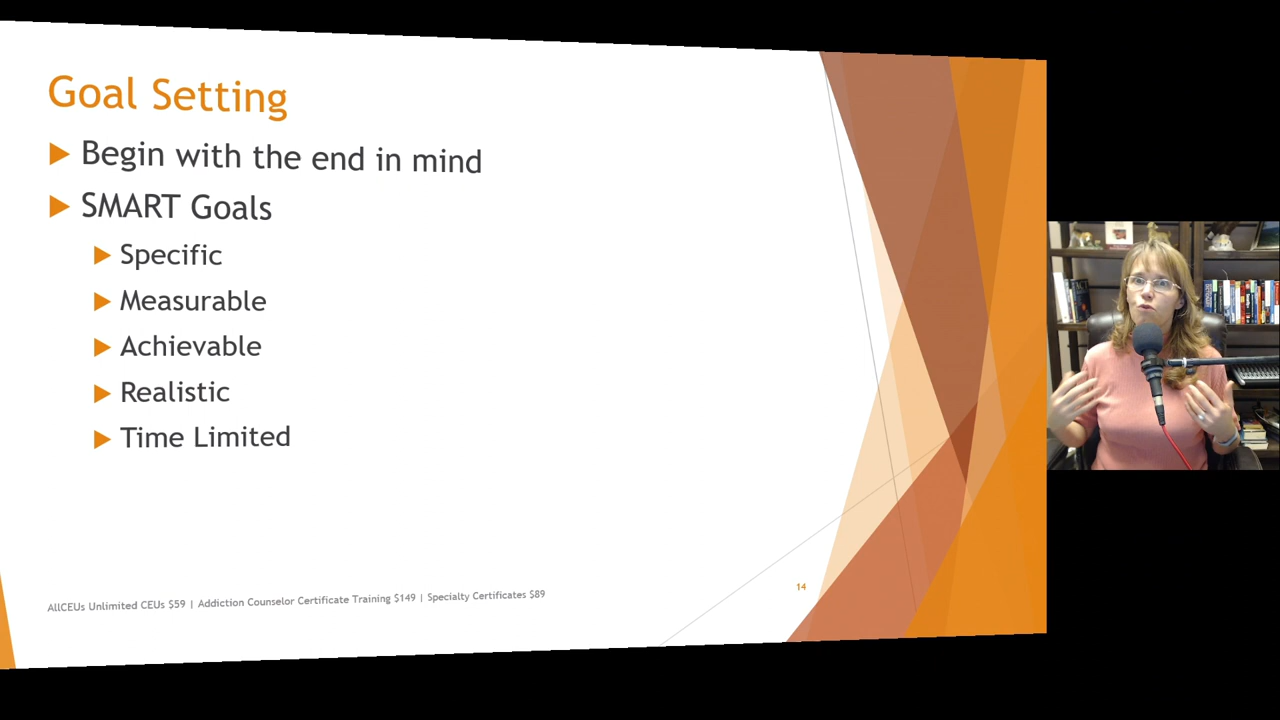 Goal Setting
Begin with the end in mind
SMART Goals
Specific
Measurable
Achievable
Realistic
Time Limited
AllCEUs Unlimited CEUs $59 | Addiction Counselor Certificate Training $149 | Specialty Certificates $89
14